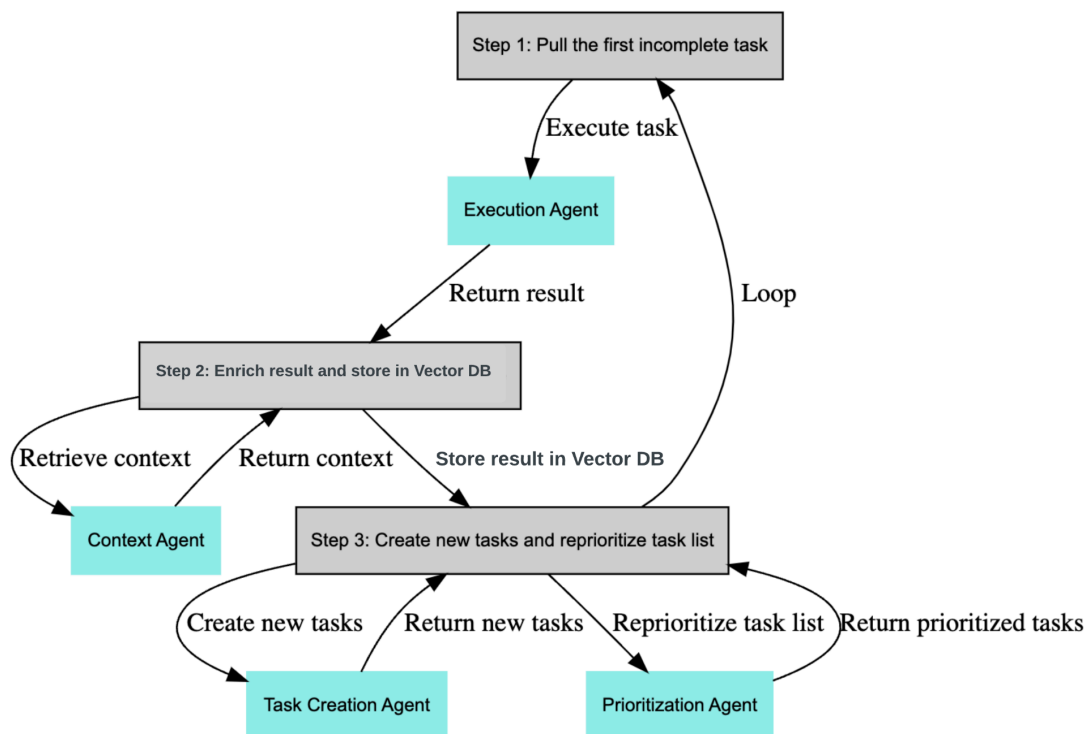 Step 1: Pull the first incomplete task
Execute task
Execution Agent
Return result
Loop
Step 2: Enrich result and store in Vector DB
Retrieve context
Return context
Store result in Vector DB
Context Agent
Step 3: Create new tasks and reprioritize task list
Create new tasks
Return new tasks
Reprioritize task list
Return prioritized tasks
Task Creation Agent
Prioritization Agent